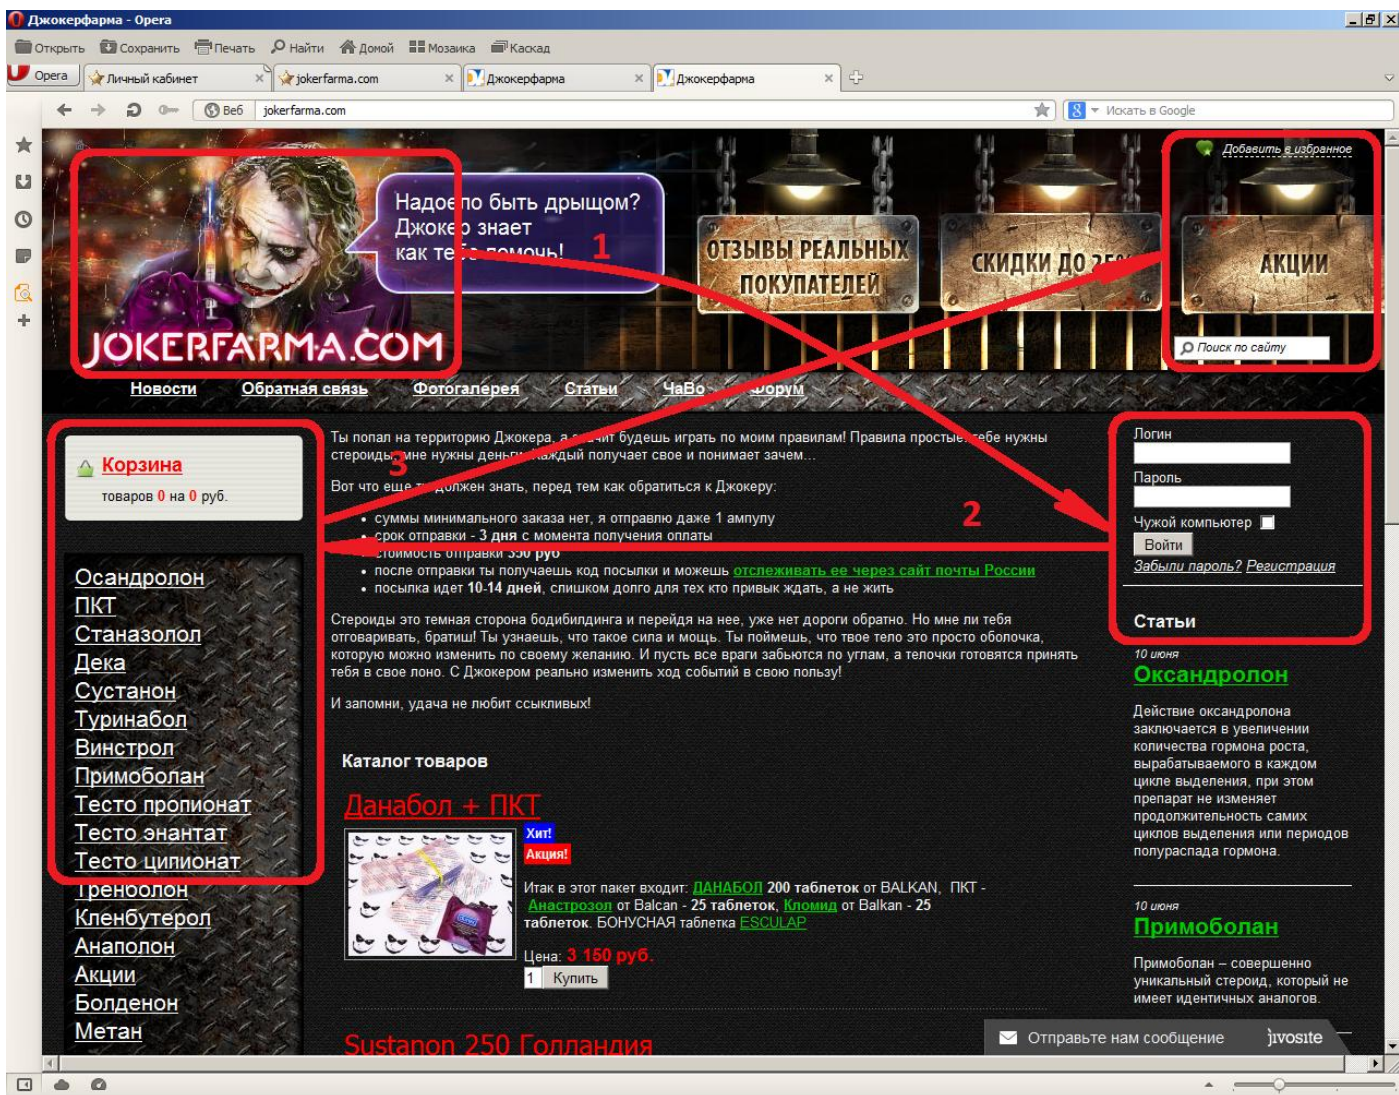 Джокерфарма - Opera
Открыть Сохранить Печать Найти Домой Мозаика Каскад
Opera Личный кабинет jokerfarma.com Джокерфарма Джокерфарма
Веб jokerfarma.com Искать в Google
Добавить в избранное
Надоело быть дрыщом?
Джокер знает
как тебе помочь!
1
ОТЗЫВЫ РЕАЛЬНЫХ
ПОКУПАТЕЛЕЙ
СКИДКИ ДО 25%
АКЦИИ
JOKERFARMA.COM
Поиск по сайту
Новости Обратная связь Фотогалерея Статьи ЧаВо Форум
Корзина
товаров 0 на 0 руб.
Осандролон
ПКТ
Станазолол
Дека
Сустанон
Туринабол
Винстрол
Примоболан
Тесто пропионат
Тесто энантат
Тесто ципионат
Тренболон
Кленбутерол
Анаполон
Акции
Болденон
Метан
Ты попал на территорию Джокера, а значит будешь играть по моим правилам! Правила простые: тебе нужны
стероиды, мне нужны деньги. Каждый получает свое и понимает зачем...
3
Вот что еще ты должен знать, перед тем как обратиться к Джокеру:
суммы минимального заказа нет, я отправлю даже 1 ампулу
2
срок отправки - 3 дня с момента получения оплаты
стоимость отправки 350 руб
после отправки ты получаешь код посылки и можешь отслеживать ее через сайт почты России
посылка идет 10-14 дней, слишком долго для тех кто привык ждать, а не жить
Стероиды это темная сторона бодибилдинга и перейдя на нее, уже нет дороги обратно. Но мне ли тебя
отговаривать, братиш! Ты узнаешь, что такое сила и мощь. Ты поймешь, что твое тело это просто оболочка,
которую можно изменить по своему желанию. И пусть все враги забьются по углам, а телочки готовятся принять
тебя в свое лоно. С Джокером реально изменить ход событий в свою пользу!
И запомни, удача не любит ссыкливых!
Каталог товаров
Данабол + ПКТ
Хит!
Акция!
Итак в этот пакет входит: ДАНАБОЛ 200 таблеток от BALKAN, ПКТ -
Анастрозол от Balcan - 25 таблеток, Кломид от Balkan - 25
таблеток. БОНУСНАЯ таблетка ESCULAP
Цена: 3 150 руб.
1 Купить
Sustanon 250 Голландия
Логин
Пароль
Чужой компьютер
Войти
Забыли пароль? Регистрация
Статьи
10 июня
Оксандролон
Действие оксандролона
заключается в увеличении
количества гормона роста,
вырабатываемого в каждом
цикле выделения, при этом
препарат не изменяет
продолжительность самих
циклов выделения или периодов
полураспада гормона.
10 июня
Примоболан
Примоболан – совершенно
уникальный стероид, который не
имеет идентичных аналогов.
Отправьте нам сообщение jivosite